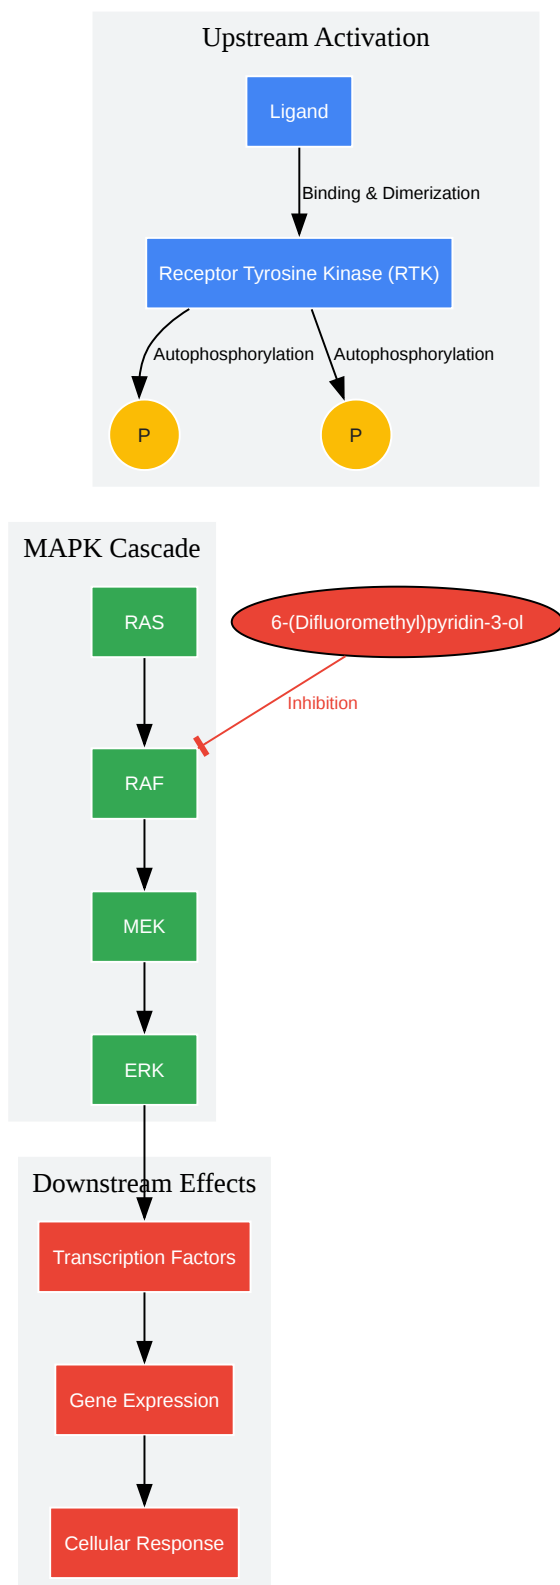 Upstream Activation
Ligand
Binding & Dimerization
Receptor Tyrosine Kinase (RTK)
Autophosphorylation
Autophosphorylation
P
P
MAPK Cascade
RAS
6-(Difluoromethyl)pyridin-3-ol
Inhibition
RAF
MEK
ERK
Downstream Effects
Transcription Factors
Gene Expression
Cellular Response